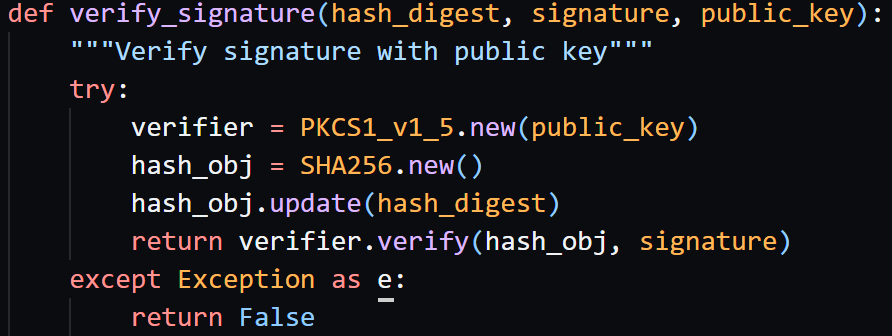 def verify_signature(hash_digest, signature, public_key):
    """Verify signature with public key"""
    try:
        verifier = PKCS1_v1_5.new(public_key)
        hash_obj = SHA256.new()
        hash_obj.update(hash_digest)
        return verifier.verify(hash_obj, signature)
    except Exception as e:
        return False